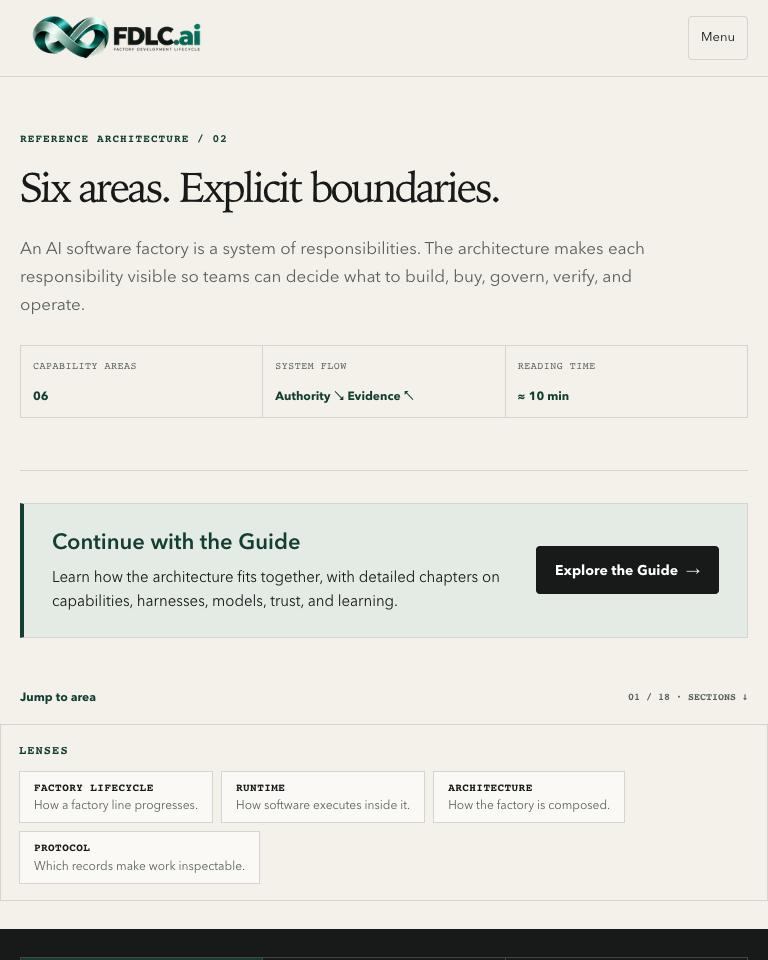 FDLC.ai
FACTORY DEVELOPMENT LIFECYCLE
Menu
REFERENCE ARCHITECTURE / 02
Six areas. Explicit boundaries.
An AI software factory is a system of responsibilities. The architecture makes each
responsibility visible so teams can decide what to build, buy, govern, verify, and
operate.
CAPABILITY AREAS
06
SYSTEM FLOW
Authority ↘ Evidence ↖
READING TIME
≈ 10 min
Continue with the Guide
Learn how the architecture fits together, with detailed chapters on
capabilities, harnesses, models, trust, and learning.
Explore the Guide →
Jump to area
01 / 18 · SECTIONS ↓
LENSES
FACTORY LIFECYCLE
How a factory line progresses.
RUNTIME
How software executes inside it.
ARCHITECTURE
How the factory is composed.
PROTOCOL
Which records make work inspectable.